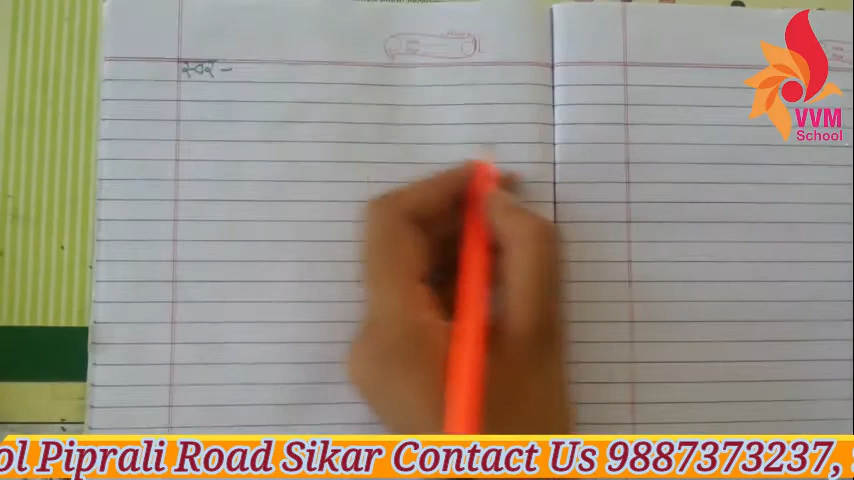 स्वर -
VVM
School
ol Piprali Road Sikar Contact Us 9887373237,